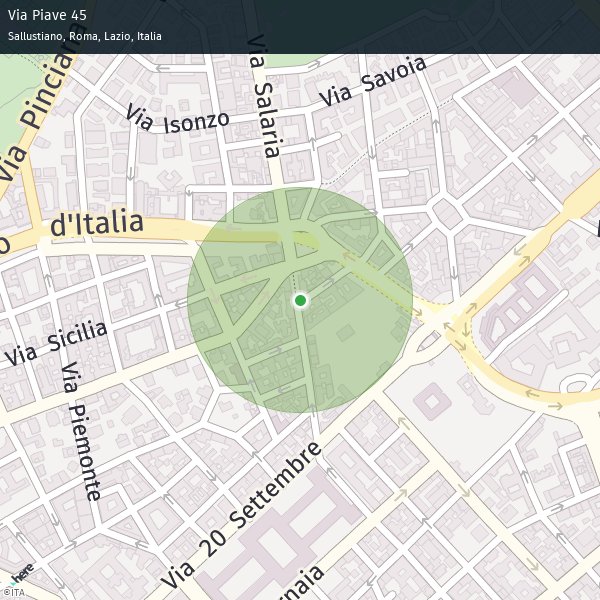 Via Piave 45
Sallustiano, Roma, Lazio, Italia
Via Pinciana
Via Salaria
Via Savoia
Via Isonzo
d'Italia
o
Via Sicilia
Via Piemonte
Via 20 Settembre
rnaia
here
©ITA